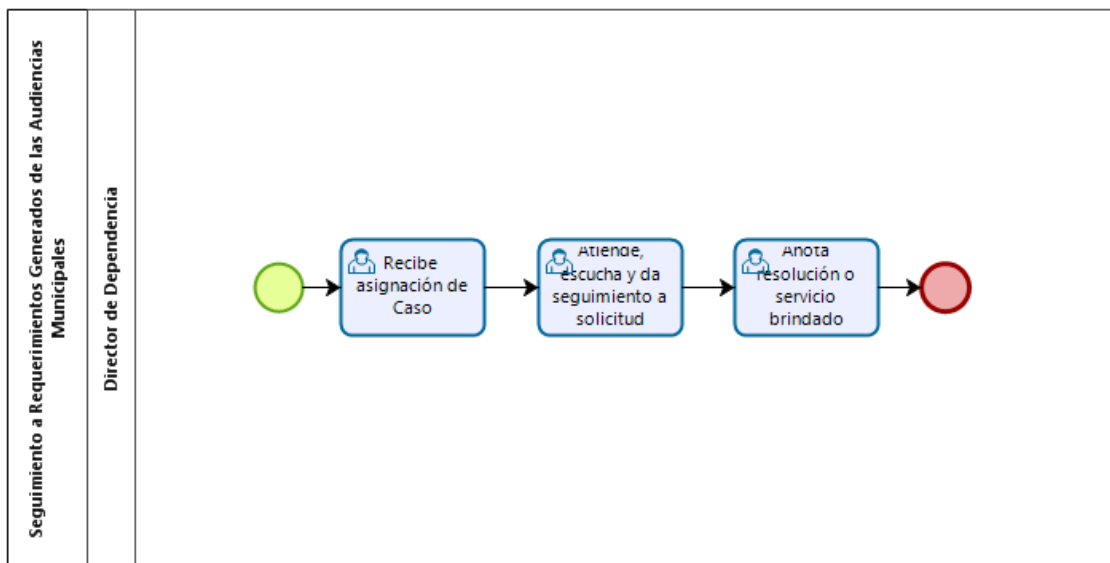 Seguimiento a Requerimientos Generados de las Audiencias
Municipales
Director de Dependencia
Recibe
asignación de
Caso
Atiende,
escucha y da
seguimiento a
solicitud
Anota
resolución o
servicio
brindado